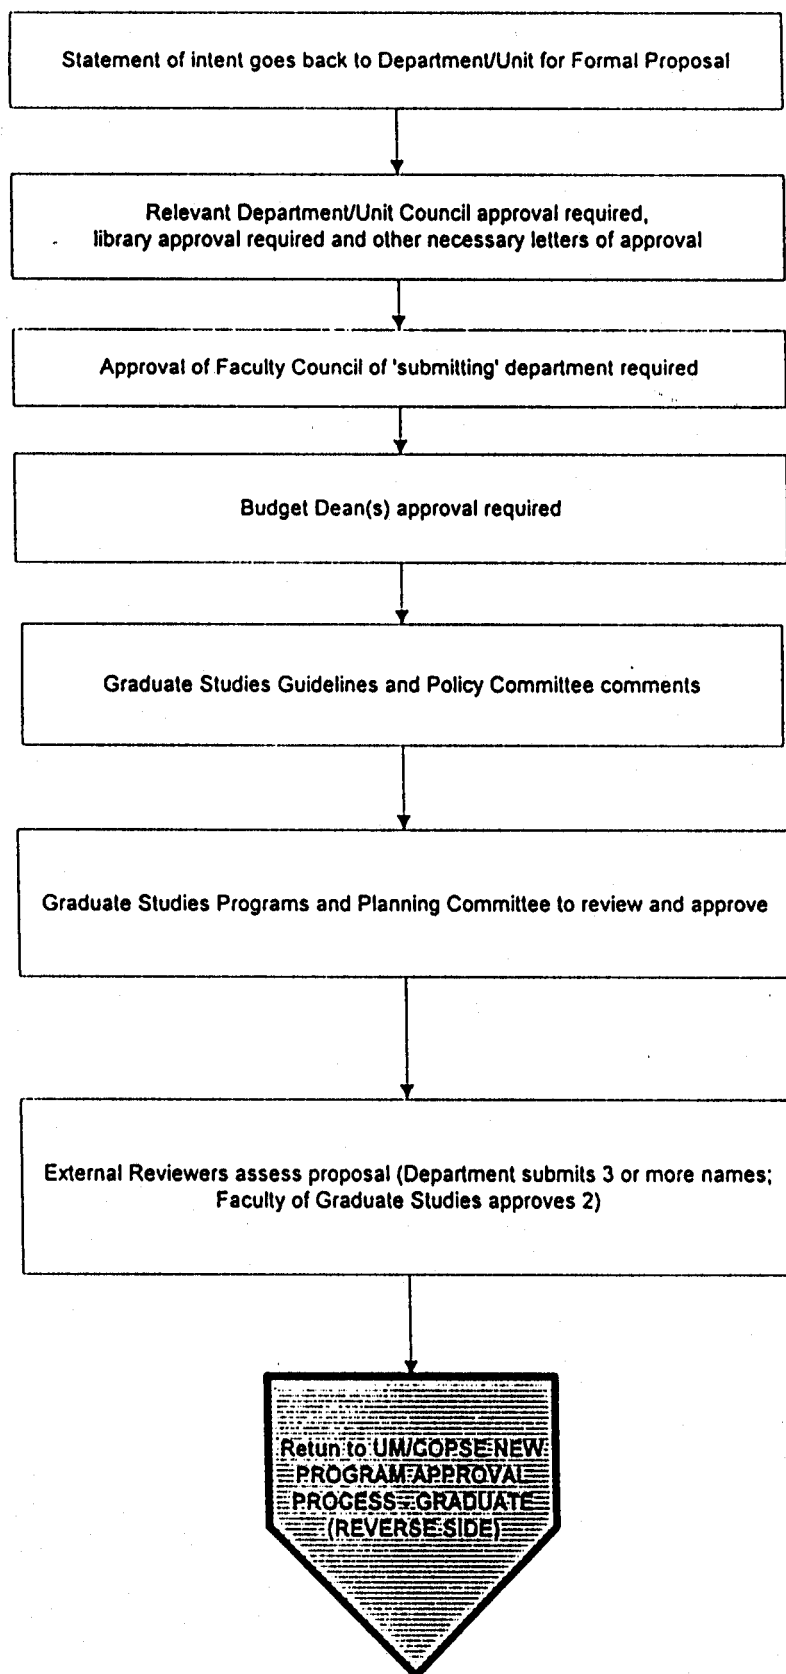 Statement of intent goes back to Department/Unit for Formal Proposal
Relevant Department/Unit Council approval required,
library approval required and other necessary letters of approval
Approval of Faculty Council of 'submitting' department required
Budget Dean(s) approval required
Graduate Studies Guidelines and Policy Committee comments
Graduate Studies Programs and Planning Committee to review and approve
External Reviewers assess proposal (Department submits 3 or more names;
Faculty of Graduate Studies approves 2)
Retun to UM/COPSE NEW
PROGRAM APPROVAL
PROCESS - GRADUATE
(REVERSE SIDE)